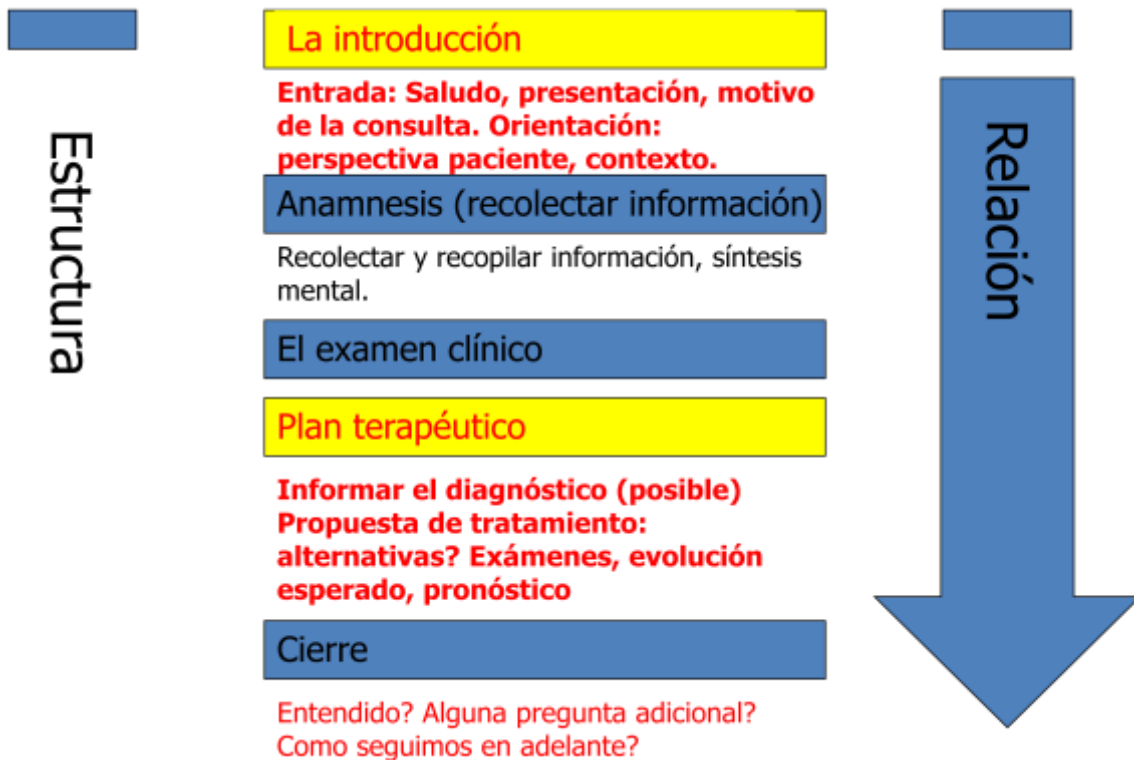 Estructura
La introducción
Entrada: Saludo, presentación, motivo
de la consulta. Orientación:
perspectiva paciente, contexto.
Anamnesis (recolectar información)
Recolectar y recopilar información, síntesis
mental.
El examen clínico
Plan terapéutico
Informar el diagnóstico (posible)
Propuesta de tratamiento:
alternativas? Exámenes, evolución
esperado, pronóstico
Cierre
Entendido? Alguna pregunta adicional?
Como seguimos en adelante?
Relación